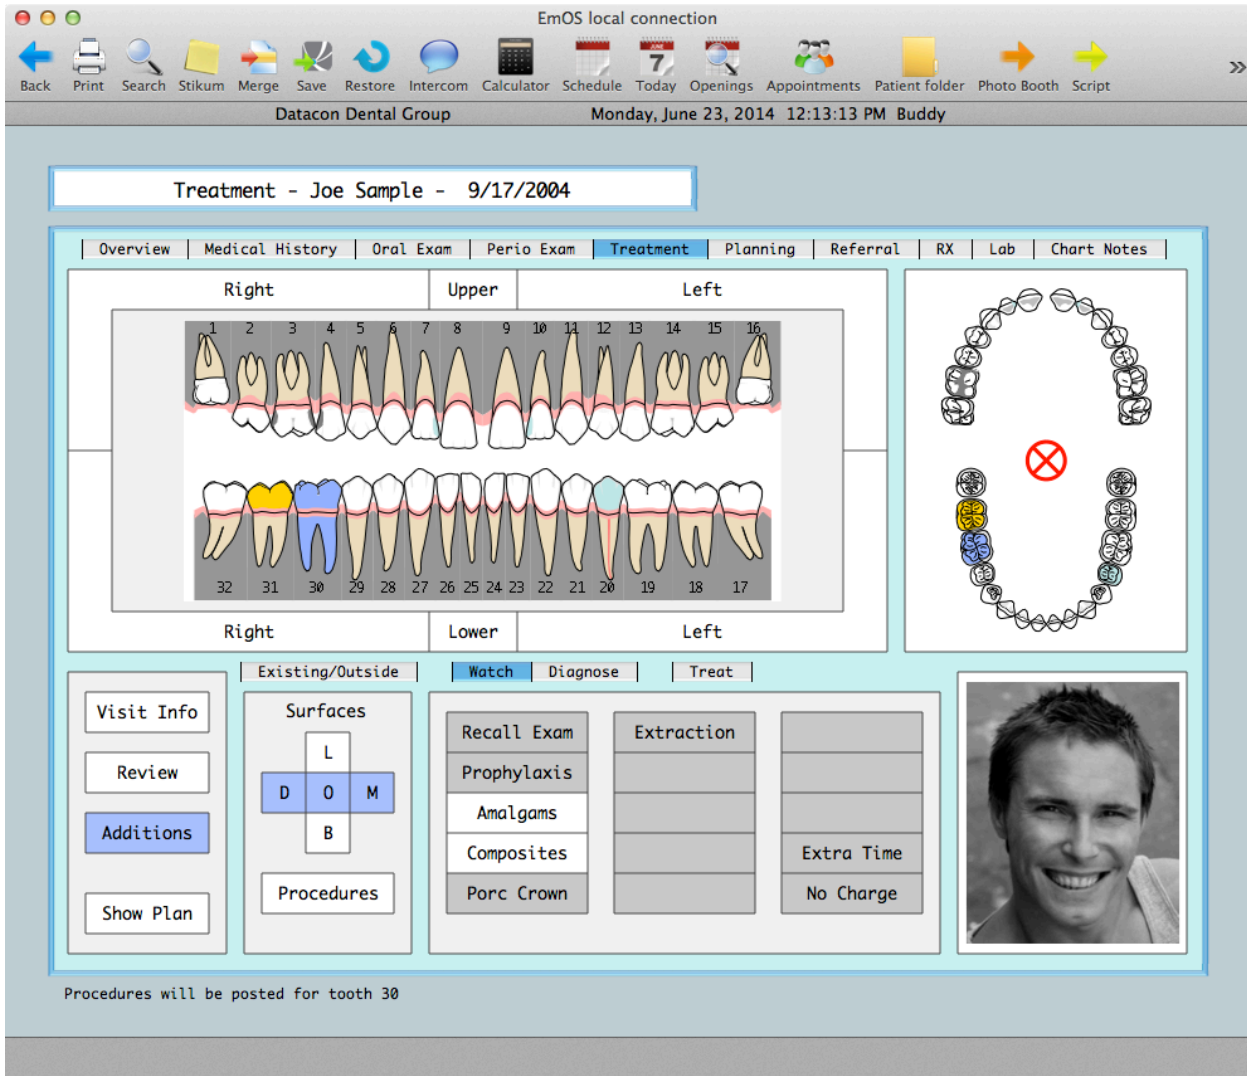 EmOS local connection
Back Print Search Stikum Merge Save Restore Intercom Calculator Schedule Today Openings Appointments Patient folder Photo Booth Script
JUNE
7
Datacon Dental Group Monday, June 23, 2014 12:13:13 PM Buddy
Treatment - Joe Sample - 9/17/2004
Overview Medical History Oral Exam Perio Exam Treatment Planning Referral RX Lab Chart Notes
Right Upper Left
1 2 3 4 5 6 7 8 9 10 11 12 13 14 15 16
32 31 30 29 28 27 26 25 24 23 22 21 20 19 18 17
Right Lower Left
Existing/Outside Watch Diagnose Treat
Visit Info
Review
Additions
Show Plan
Surfaces
L
D O M
B
Procedures
Recall Exam Extraction
Prophylaxis
Amalgams
Composites Extra Time
Porc Crown No Charge
Procedures will be posted for tooth 30